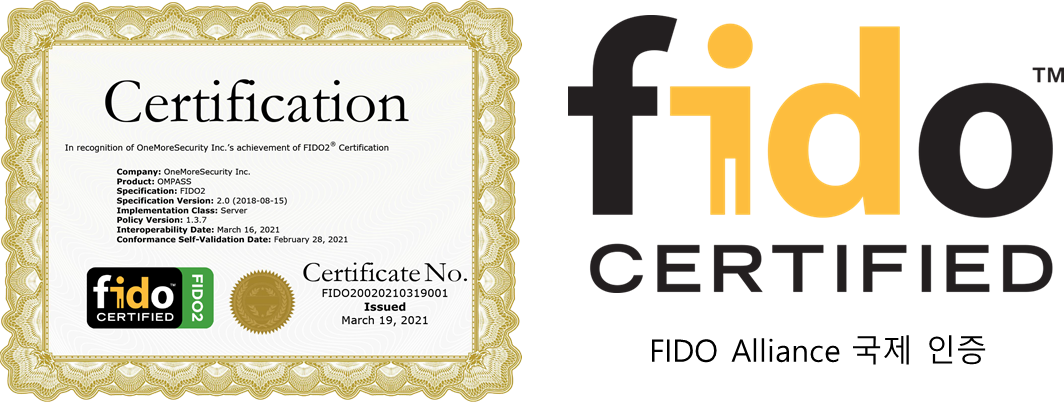 Certification
In recognition of OneMoreSecurity Inc.'s achievement of FIDO2® Certification
Company: OneMoreSecurity Inc.
Product: OMPASS
Specification: FIDO2
Specification Version: 2.0 (2018-08-15)
Implementation Class: Server
Policy Version: 1.3.7
Interoperability Date: March 16, 2021
Conformance Self-Validation Date: February 28, 2021
fido™
CERTIFIED
FIDO2
Certificate No.
FIDO20020210319001
Issued
March 19, 2021
fido™
CERTIFIED
FIDO Alliance 국제 인증